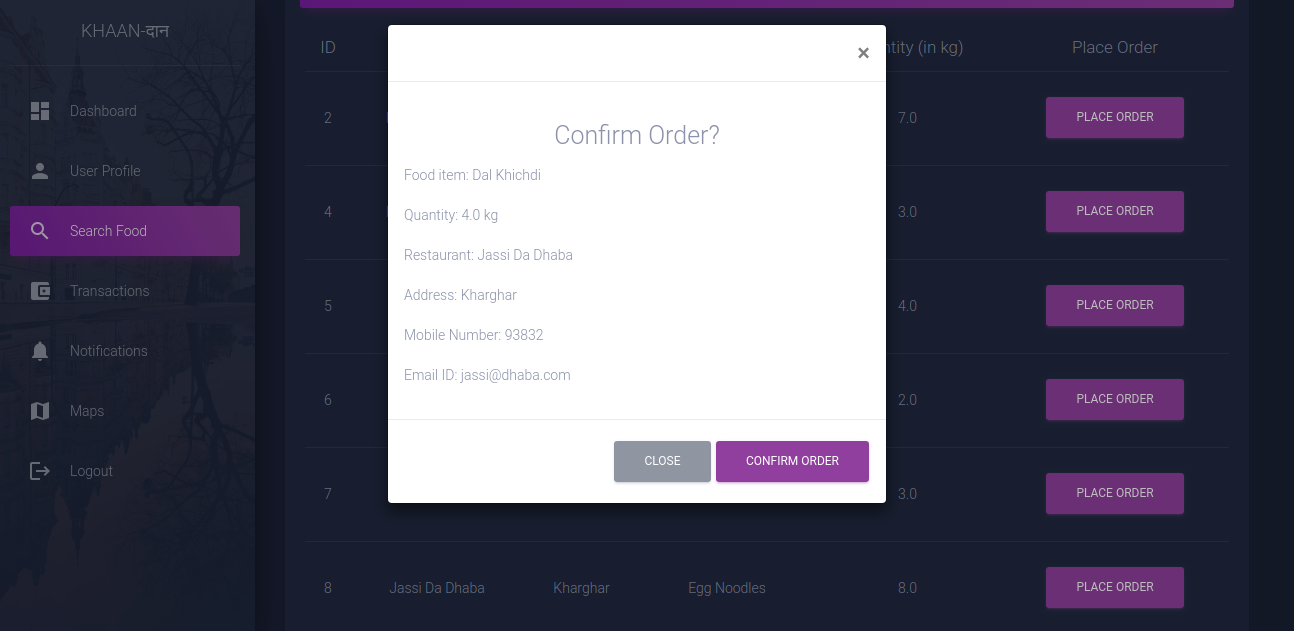 KHAAN-दान
Dashboard
User Profile
Search Food
Transactions
Notifications
Maps
Logout
ID
ntity (in kg)
Place Order
2
7.0
PLACE ORDER
4
3.0
PLACE ORDER
5
4.0
PLACE ORDER
6
2.0
PLACE ORDER
7
3.0
PLACE ORDER
8 Jassi Da Dhaba Kharghar Egg Noodles 8.0 PLACE ORDER
×
Confirm Order?
Food item: Dal Khichdi
Quantity: 4.0 kg
Restaurant: Jassi Da Dhaba
Address: Kharghar
Mobile Number: 93832
Email ID: jassi@dhaba.com
CLOSE
CONFIRM ORDER